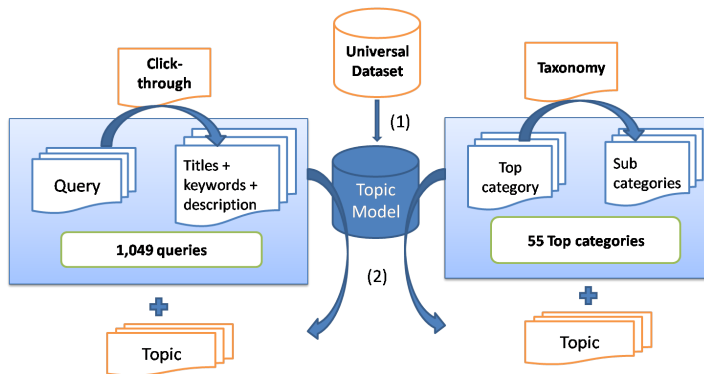 Click-
through
Universal
Dataset
Taxonomy
(1)
Query
Titles +
keywords +
description
1,049 queries
Topic
Model
Top
category
Sub
categories
55 Top categories
(2)
Topic
Topic